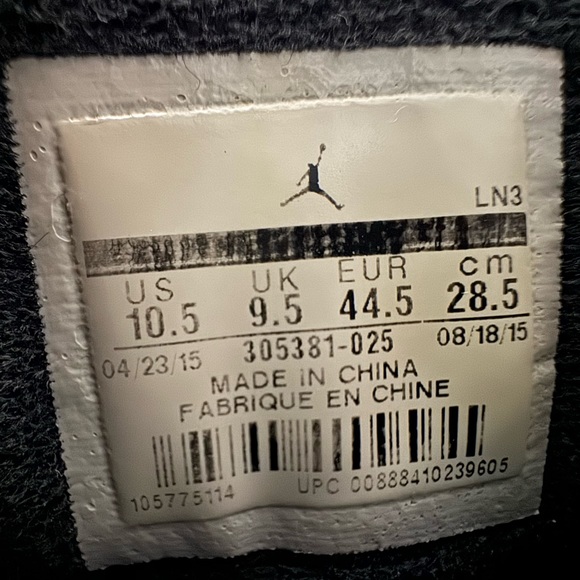 LN3
US UK EUR cm
10.5 9.5 44.5 28.5
04/23/15 305381-025 08/18/15
MADE IN CHINA
FABRIQUE EN CHINE
105775114 UPC 00888410239605